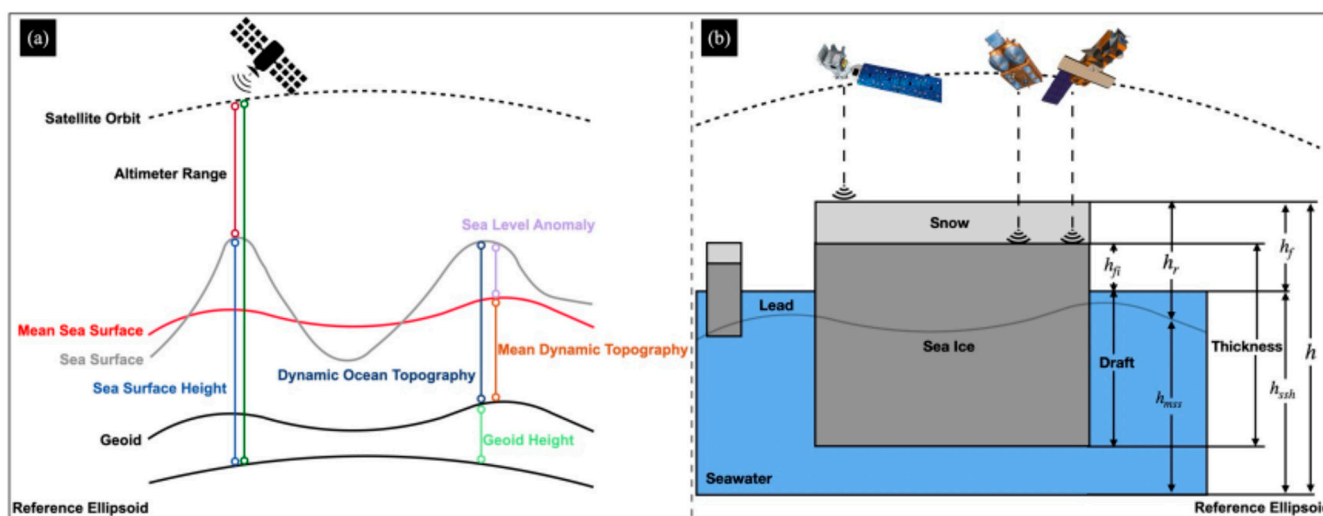 (a)
Satellite Orbit
Altimeter Range
Sea Level Anomaly
Mean Sea Surface
Sea Surface
Mean Dynamic Topography
Sea Surface Height
Dynamic Ocean Topography
Geoid
Geoid Height
Reference Ellipsoid
(b)
Snow
h_fi
h_r
h_f
Lead
Sea Ice
Draft
Thickness
h
h_mss
h_ssh
Seawater
Reference Ellipsoid